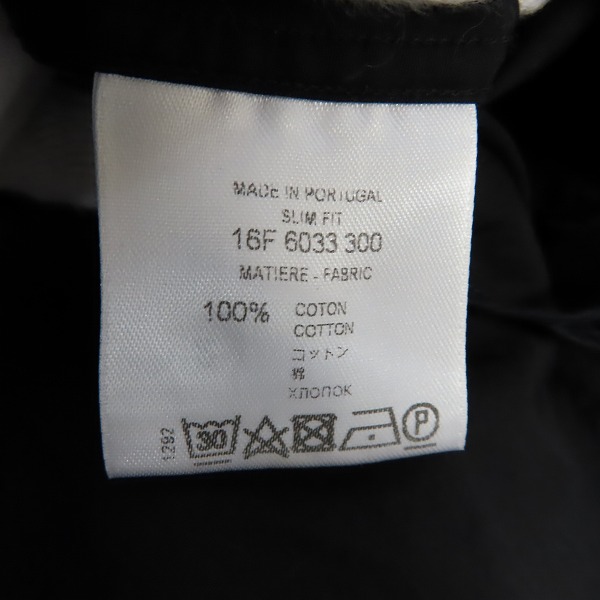 MADE IN PORTUGAL
SLIM FIT
16F 6033 300
MATIERE - FABRIC
100% COTON
COTTON
コットン
棉
ХЛОПОК
1292
30
P